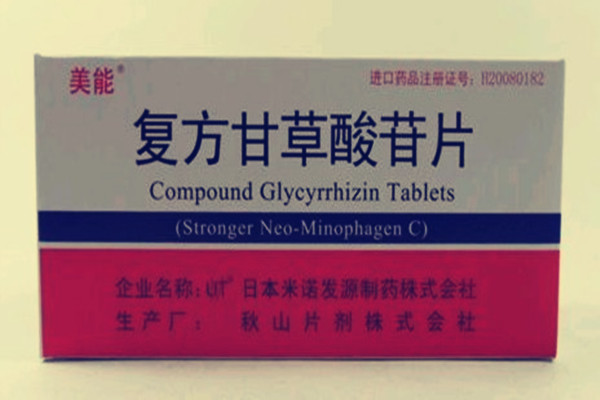 美能®
进口药品注册证号：H20080182
复方甘草酸苷片
Compound Glycyrrhizin Tablets
(Stronger Neo-Minophagen C)
企业名称：日本米诺发源制药株式会社
生产厂：秋山片剂株式会社